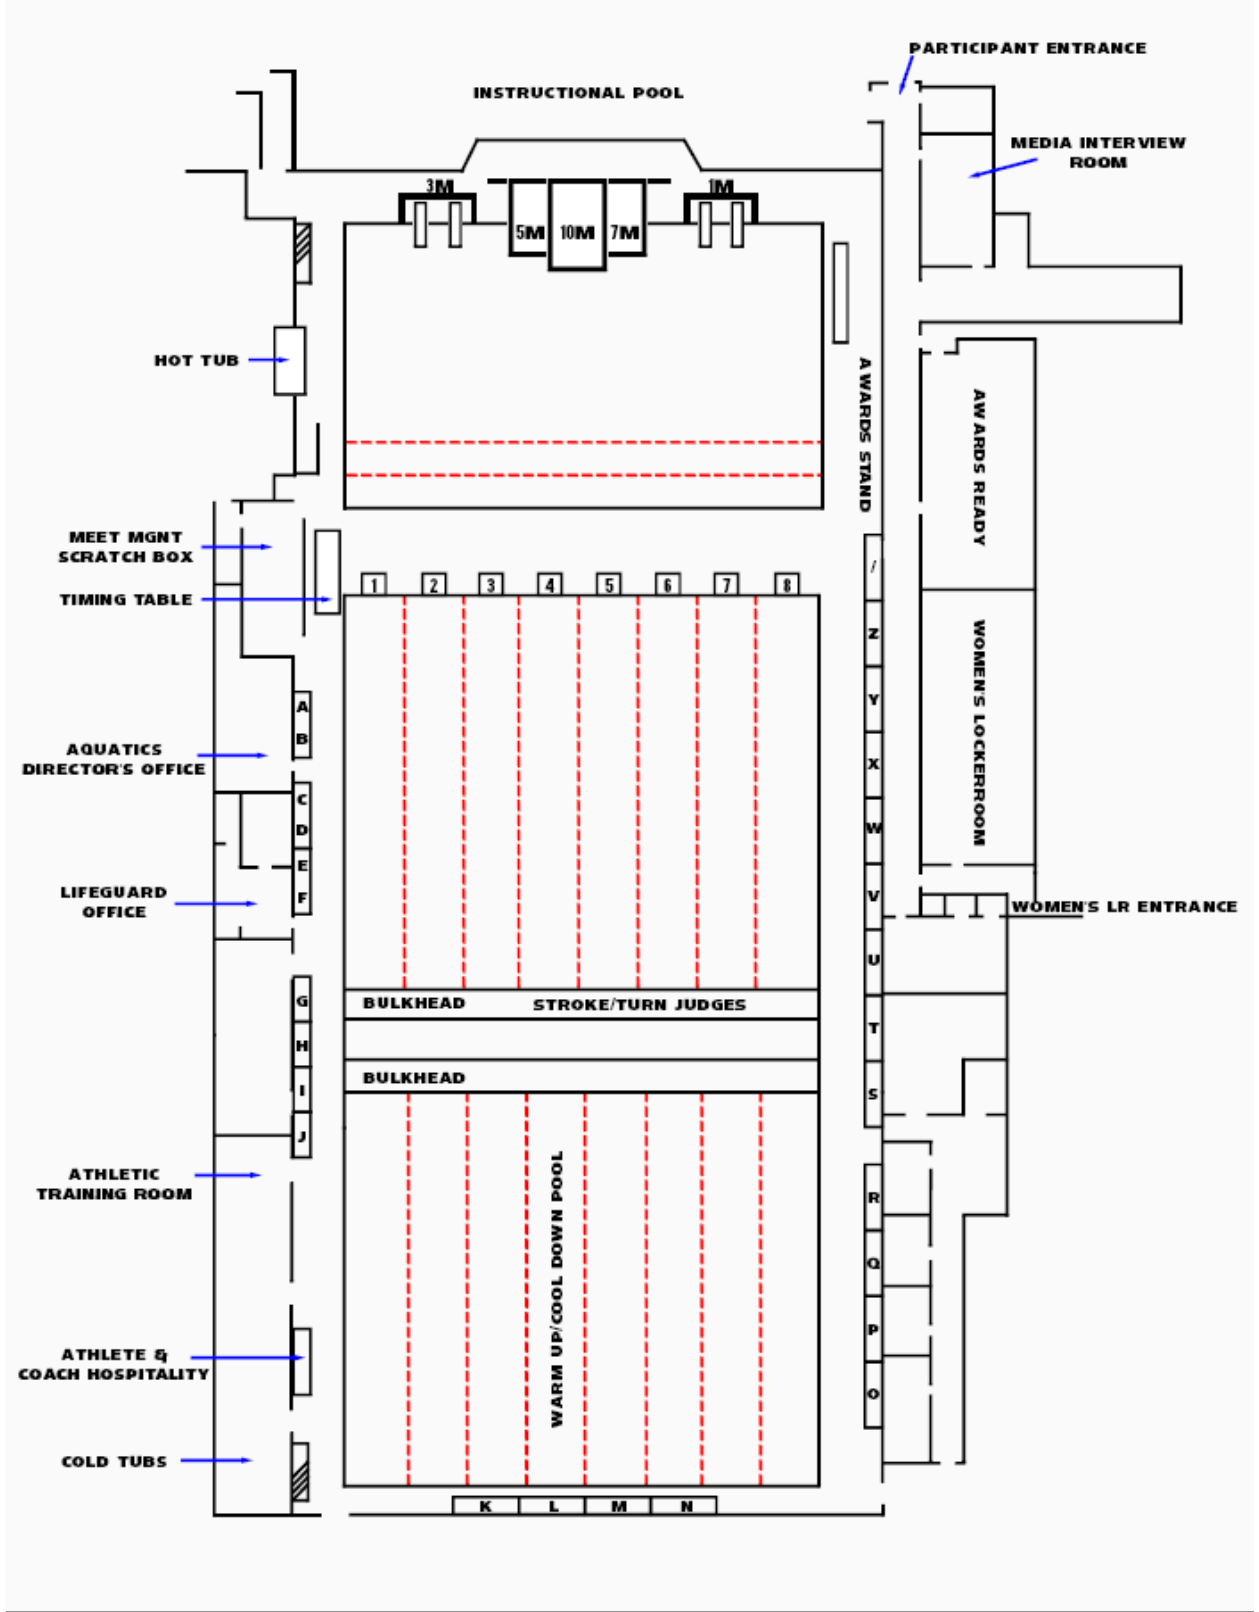 PARTICIPANT ENTRANCE
INSTRUCTIONAL POOL
MEDIA INTERVIEW
ROOM
3M
1M
5M
10M
7M
HOT TUB
AWARDS STAND
AWARDS READY
MEET MGNT
SCRATCH BOX
TIMING TABLE
1
2
3
4
5
6
7
8
/
Z
Y
X
W
V
U
T
S
R
Q
P
O
WOMEN'S LOCKERROOM
A
B
AQUATICS
DIRECTOR'S OFFICE
C
D
E
F
LIFEGUARD
OFFICE
WOMEN'S LR ENTRANCE
G
H
I
J
BULKHEAD
STROKE/TURN JUDGES
BULKHEAD
WARM UP/COOL DOWN POOL
ATHLETIC
TRAINING ROOM
ATHLETE &
COACH HOSPITALITY
COLD TUBS
K
L
M
N